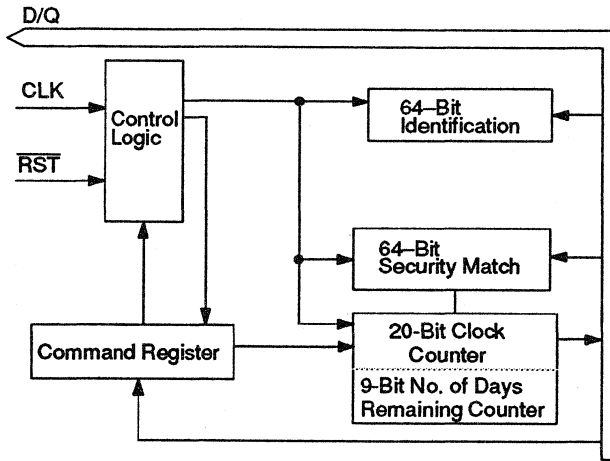 D/Q
CLK
Control
Logic
RST
64–Bit
Identification
64–Bit
Security Match
Command Register
20-Bit Clock
Counter
9-Bit No. of Days
Remaining Counter